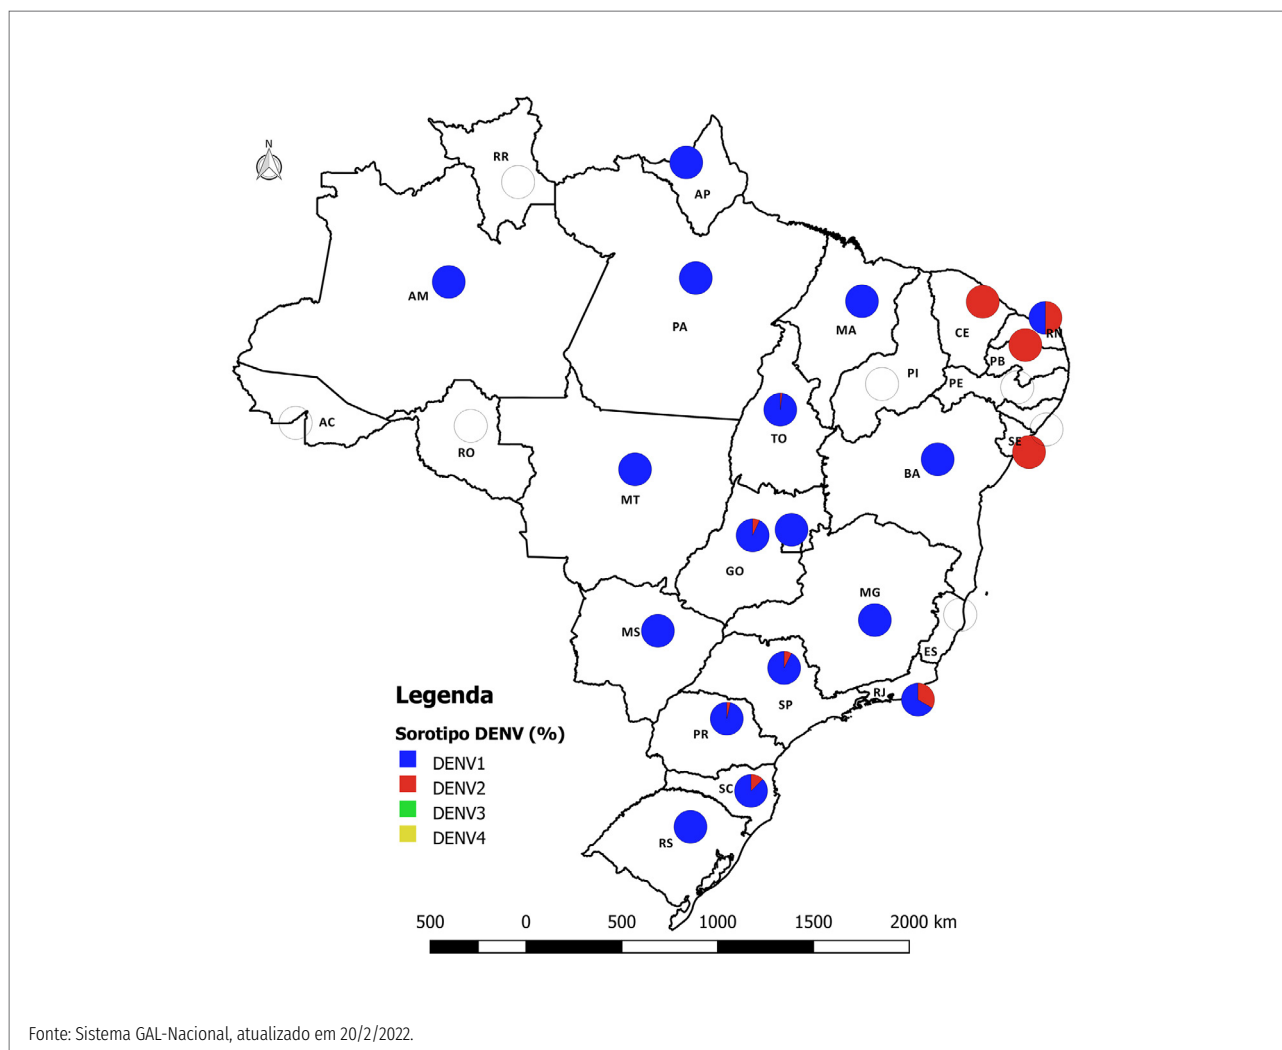 N
RR
AP
AM
PA
MA
CE
RN
PB
PI
PE
AC
RO
TO
SE
BA
MT
GO
MG
MS
ES
RJ
SP
PR
SC
RS
Legenda
Sorotipo DENV (%)
DENV1
DENV2
DENV3
DENV4
500 0 500 1000 1500 2000 km
Fonte: Sistema GAL-Nacional, atualizado em 20/2/2022.